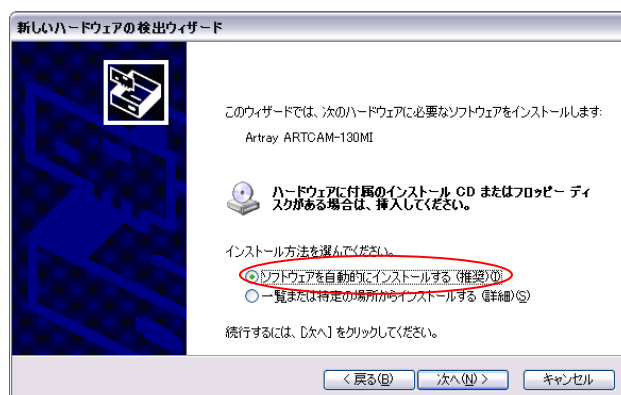 新しいハードウェアの検出ウィザード
このウィザードでは、次のハードウェアに必要なソフトウェアをインストールします:
Artray ARTCAM-130MI
ハードウェアに付属のインストール CD またはフロッピー ディ
スクがある場合は、挿入してください。
インストール方法を選んでください。
ソフトウェアを自動的にインストールする (推奨)(I)
一覧または特定の場所からインストールする (詳細)(S)
続行するには、[次へ] をクリックしてください。
< 戻る(B)
次へ(N) >
キャンセル